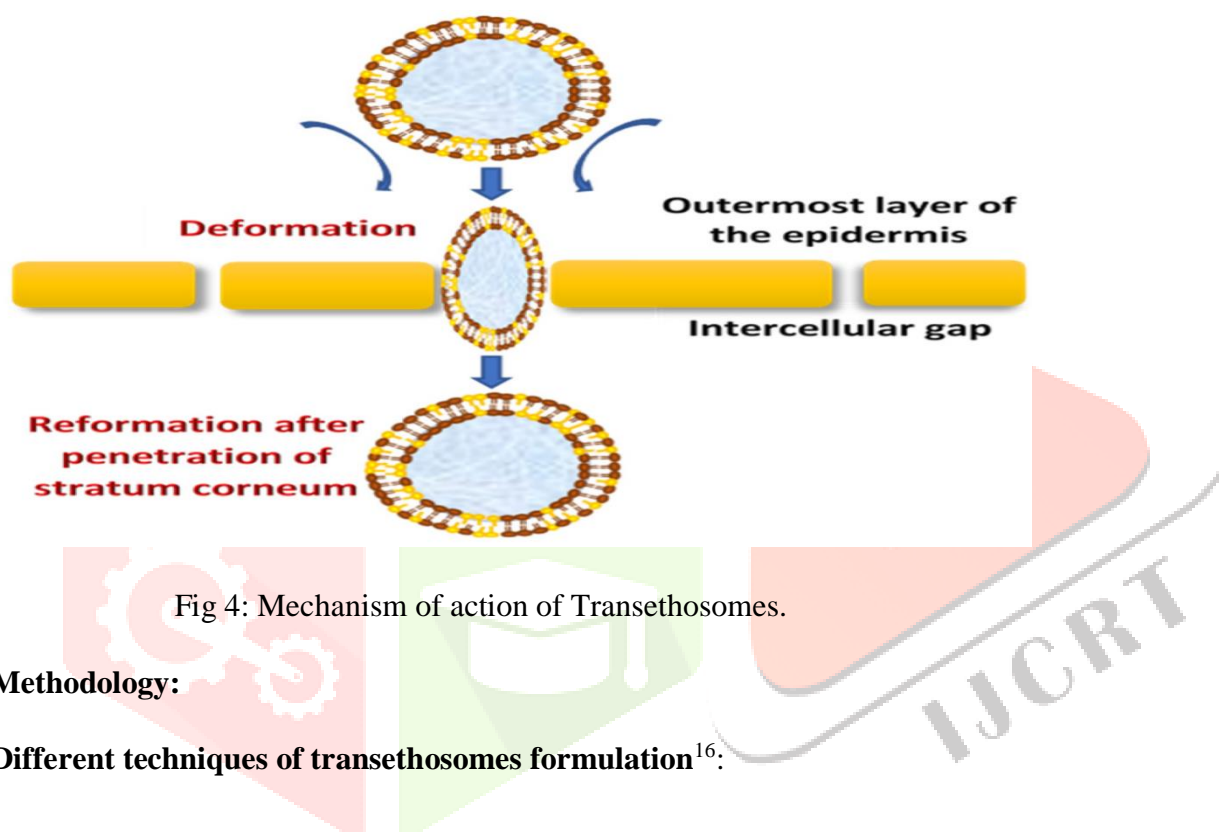 Deformation
Outermost layer of
the epidermis
Intercellular gap
Reformation after
penetration of
stratum corneum
Fig 4: Mechanism of action of Transethosomes.
Methodology:
Different techniques of transethosomes formulation16:
IJCRT